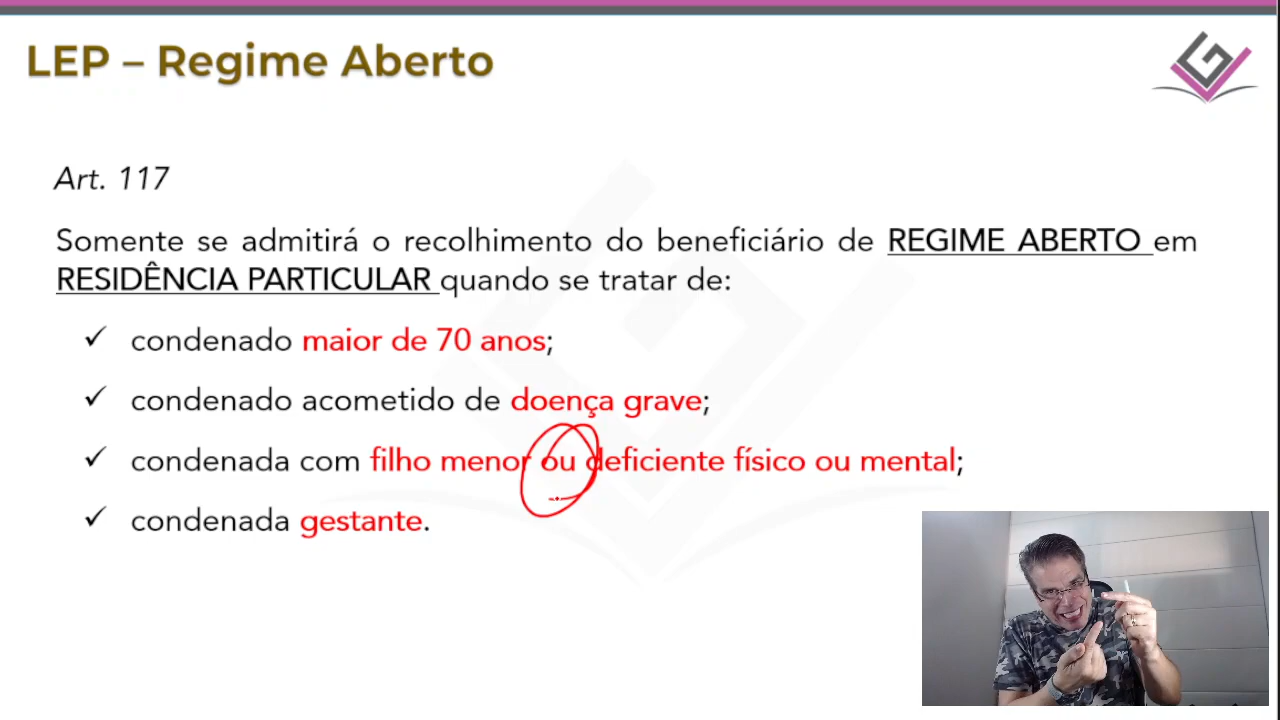 LEP – Regime Aberto
Art. 117
Somente se admitirá o recolhimento do beneficiário de REGIME ABERTO em
RESIDÊNCIA PARTICULAR quando se tratar de:
✓ condenado maior de 70 anos;
✓ condenado acometido de doença grave;
✓ condenada com filho menor ou deficiente físico ou mental;
✓ condenada gestante.